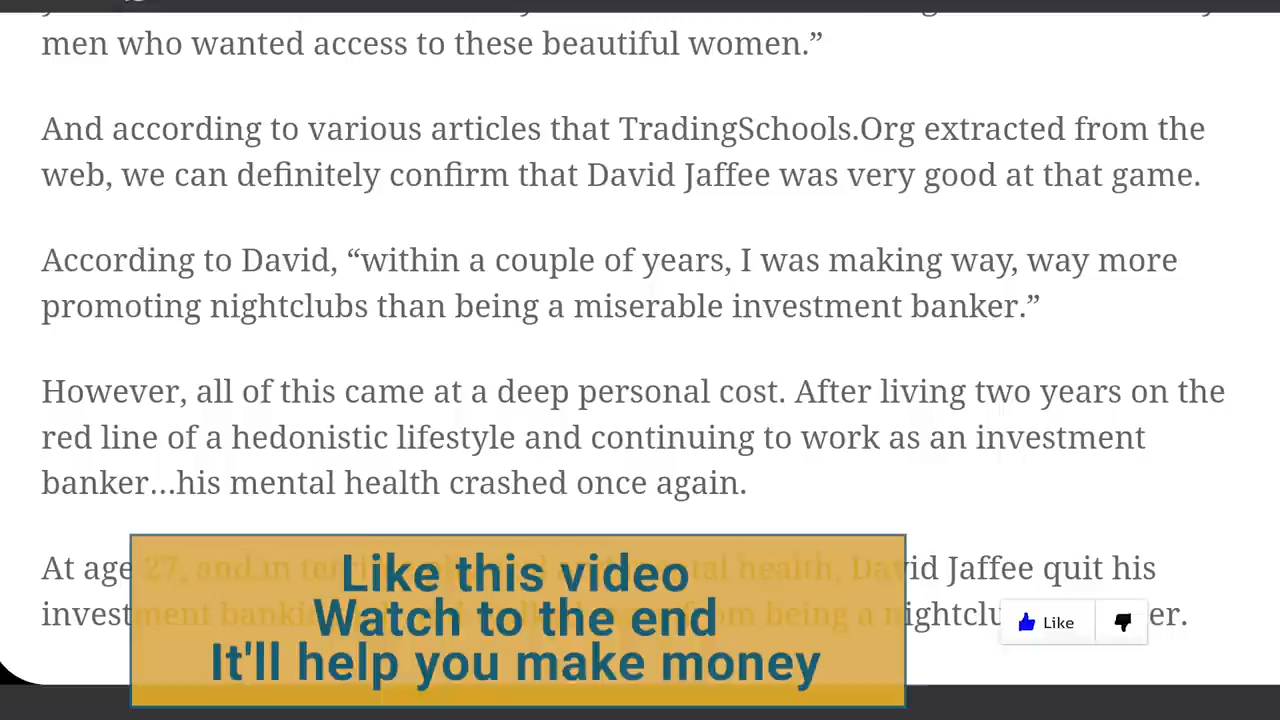 men who wanted access to these beautiful women.”
And according to various articles that TradingSchools.Org extracted from the
web, we can definitely confirm that David Jaffee was very good at that game.
According to David, “within a couple of years, I was making way, way more
promoting nightclubs than being a miserable investment banker.”
However, all of this came at a deep personal cost. After living two years on the
red line of a hedonistic lifestyle and continuing to work as an investment
banker…his mental health crashed once again.
At age 27, and in mental health, David Jaffee quit his
investment banking from being a
Like this video
Watch to the end
It'll help you make money
Like